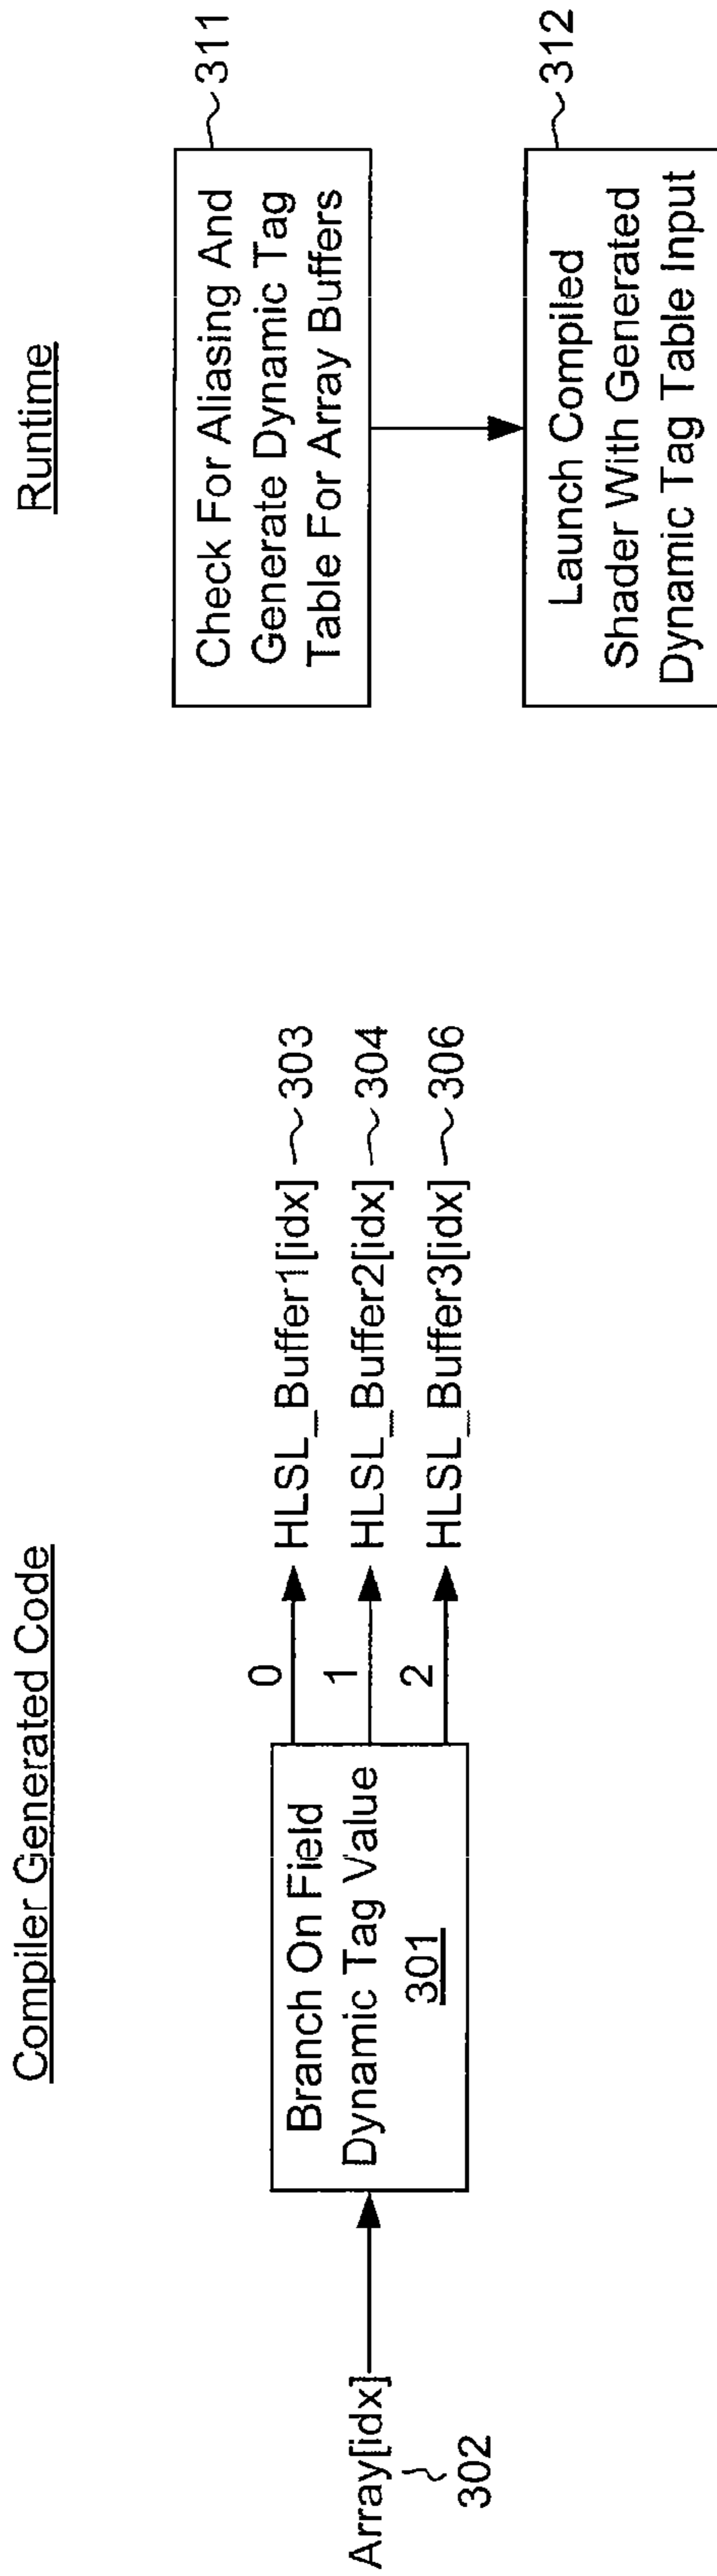 Compiler Generated Code
Array[idx]
302
Branch On Field
Dynamic Tag Value
301
0
HLSL_Buffer1[idx]
303
1
HLSL_Buffer2[idx]
304
2
HLSL_Buffer3[idx]
306
Runtime
Check For Aliasing And
Generate Dynamic Tag
Table For Array Buffers
311
Launch Compiled
Shader With Generated
Dynamic Tag Table Input
312